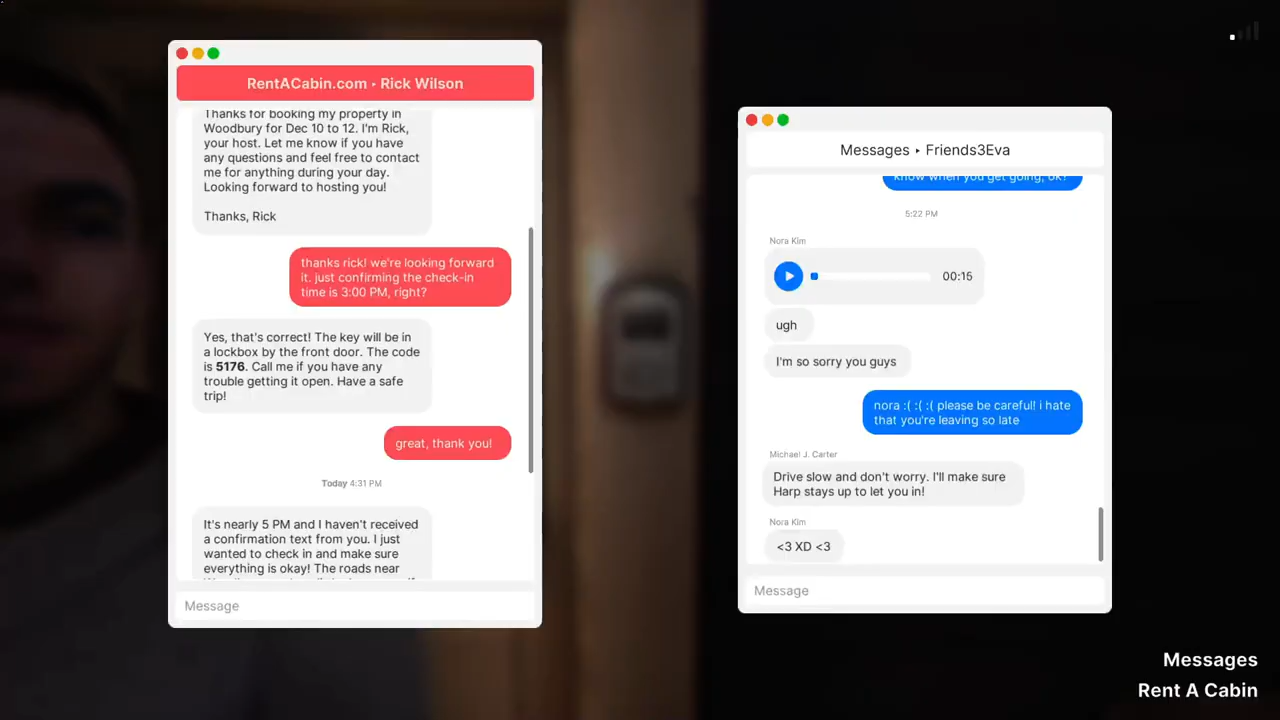 RentACabin.com ‣ Rick Wilson
Thanks for booking my property in
Woodbury for Dec 10 to 12. I'm Rick,
your host. Let me know if you have
any questions and feel free to contact
me for anything during your day.
Looking forward to hosting you!
Thanks, Rick
thanks rick! we're looking forward
it. just confirming the check-in
time is 3:00 PM, right?
Yes, that's correct! The key will be in
a lockbox by the front door. The code
is 5176. Call me if you have any
trouble getting it open. Have a safe
trip!
great, thank you!
Today 4:31 PM
It's nearly 5 PM and I haven't received
a confirmation text from you. I just
wanted to check in and make sure
everything is okay! The roads near
Message
Messages ‣ Friends3Eva
know when you get going, ok?
5:22 PM
Nora Kim
00:15
ugh
I'm so sorry you guys
nora :( :( :( please be careful! i hate
that you're leaving so late
Michael J. Carter
Drive slow and don't worry. I'll make sure
Harp stays up to let you in!
Nora Kim
<3 XD <3
Message
Messages
Rent A Cabin